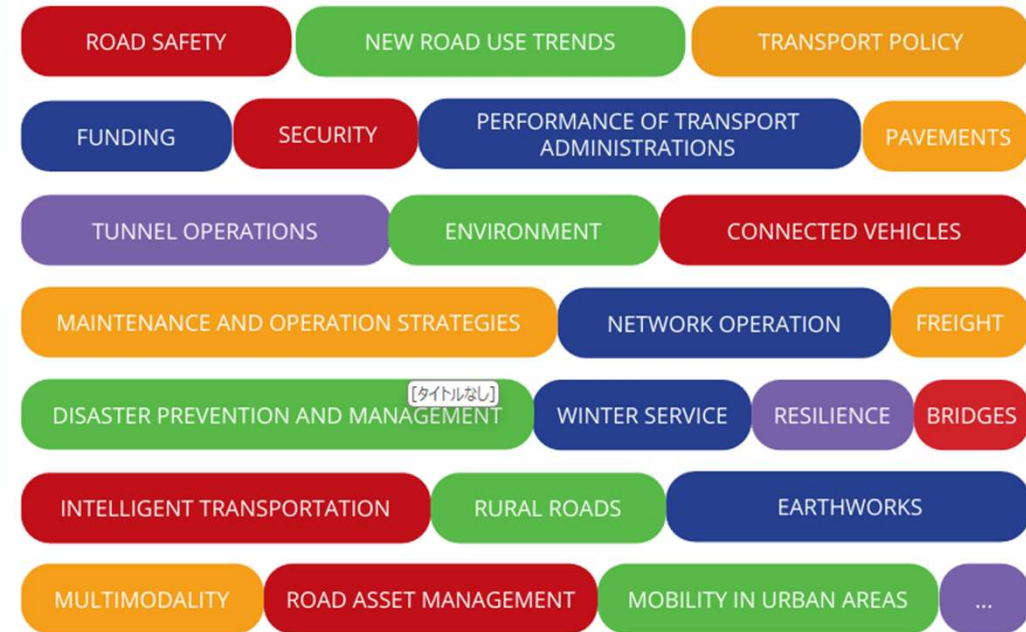 ROAD SAFETY
NEW ROAD USE TRENDS
TRANSPORT POLICY
FUNDING
SECURITY
PERFORMANCE OF TRANSPORT
ADMINISTRATIONS
PAVEMENTS
TUNNEL OPERATIONS
ENVIRONMENT
CONNECTED VEHICLES
MAINTENANCE AND OPERATION STRATEGIES
NETWORK OPERATION
FREIGHT
[タイトルなし]
DISASTER PREVENTION AND MANAGEMENT
WINTER SERVICE
RESILIENCE
BRIDGES
INTELLIGENT TRANSPORTATION
RURAL ROADS
EARTHWORKS
MULTIMODALITY
ROAD ASSET MANAGEMENT
MOBILITY IN URBAN AREAS
...